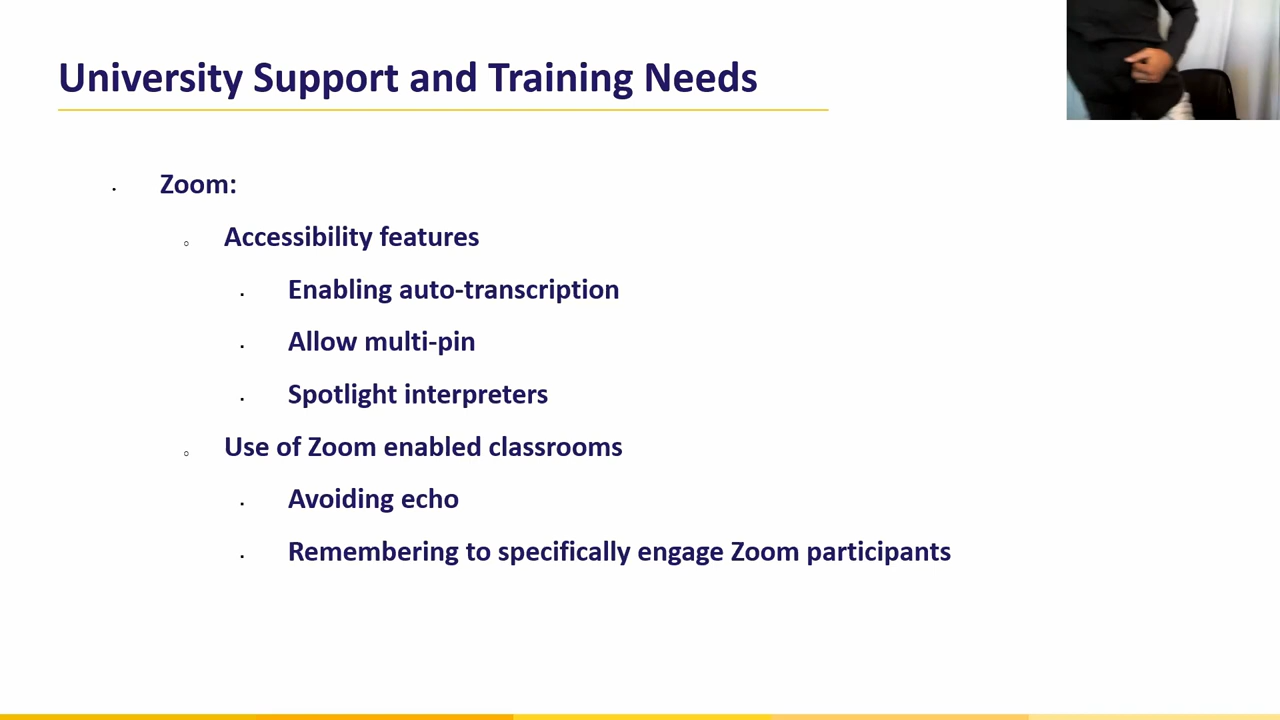 University Support and Training Needs
Zoom:
Accessibility features
Enabling auto-transcription
Allow multi-pin
Spotlight interpreters
Use of Zoom enabled classrooms
Avoiding echo
Remembering to specifically engage Zoom participants